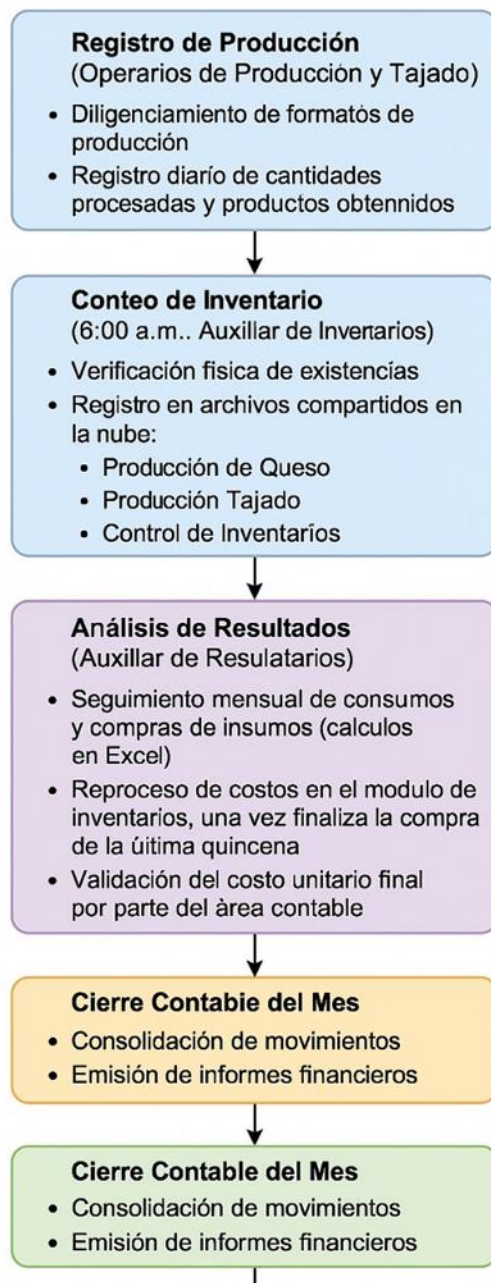 Registro de Producción
(Operarios de Producción y Tajado)
• Diligenciamiento de formatos de
producción
• Registro diarío de cantidades
procesadas y productos obtennidos
Conteo de Inventario
(6:00 a.m.. Auxillar de Inverıarios)
• Verificación fisica de existencías
• Registro en archivos compartidos en
la nube:
• Producción de Queso
• Producción Tajado
• Control de Inventaríos
Análisis de Resultados
(Auxillar de Resulatarios)
• Seguimiento mensual de consumos
y compras de insumos (calculos
en Excel)
• Reproceso de costos en el modulo de
inventarios, una vez finaliza la compra
de la úitima quincena
• Validación del costo unitario final
por parte del àrea contable
Cierre Contabie del Mes
• Consolidación de movimientos
• Emisión de informes financieros
Cierre Contable del Mes
• Consolidación de movimientos
• Emisión de informes financieros